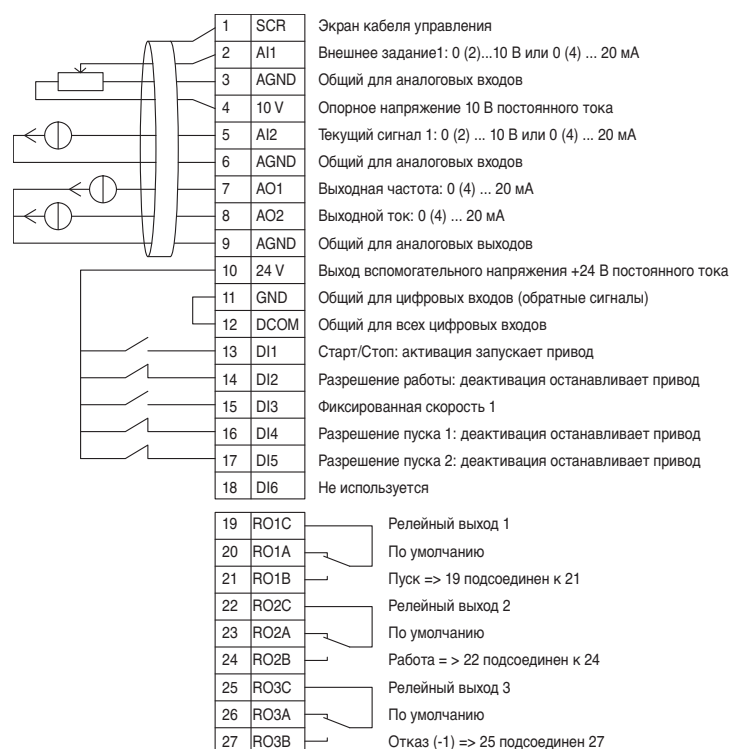 1 SCR Экран кабеля управления
2 AI1 Внешнее задание1: 0 (2)...10 В или 0 (4) ... 20 мА
3 AGND Общий для аналоговых входов
4 10 V Опорное напряжение 10 В постоянного тока
5 AI2 Текущий сигнал 1: 0 (2) ... 10 В или 0 (4) ... 20 мА
6 AGND Общий для аналоговых входов
7 AO1 Выходная частота: 0 (4) ... 20 мА
8 AO2 Выходной ток: 0 (4) ... 20 мА
9 AGND Общий для аналоговых выходов
10 24 V Выход вспомогательного напряжения +24 В постоянного тока
11 GND Общий для цифровых входов (обратные сигналы)
12 DCOM Общий для всех цифровых входов
13 DI1 Старт/Стоп: активация запускает привод
14 DI2 Разрешение работы: деактивация останавливает привод
15 DI3 Фиксированная скорость 1
16 DI4 Разрешение пуска 1: деактивация останавливает привод
17 DI5 Разрешение пуска 2: деактивация останавливает привод
18 DI6 Не используется
19 RO1C Релейный выход 1
20 RO1A По умолчанию
21 RO1B Пуск => 19 подсоединен к 21
22 RO2C Релейный выход 2
23 RO2A По умолчанию
24 RO2B Работа = > 22 подсоединен к 24
25 RO3C Релейный выход 3
26 RO3A По умолчанию
27 RO3B Отказ (-1) => 25 подсоединен 27